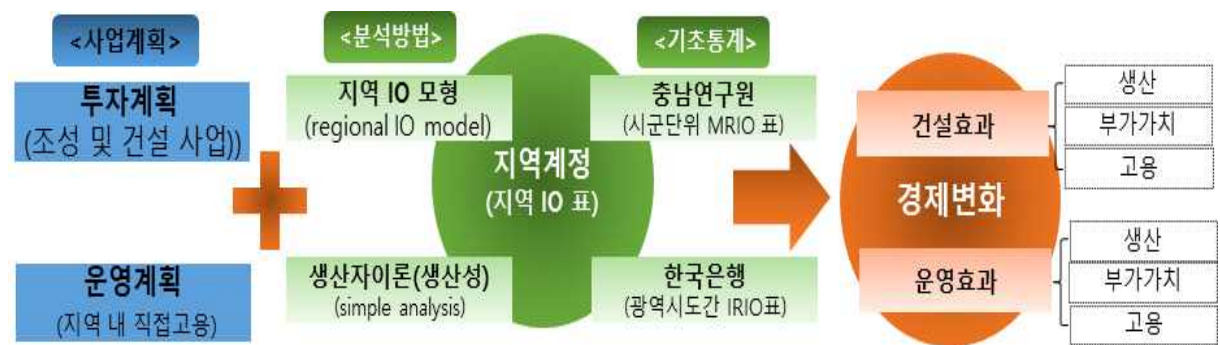 <사업계획>
투자계획
(조성 및 건설 사업))
운영계획
(지역 내 직접고용)
<분석방법>
지역 IO 모형
(regional IO model)
생산자이론(생산성)
(simple analysis)
지역계정
(지역 IO 표)
<기초통계>
충남연구원
(시군단위 MRIO 표)
한국은행
(광역시도간 IRIO표)
경제변화
건설효과
생산
부가가치
고용
운영효과
생산
부가가치
고용